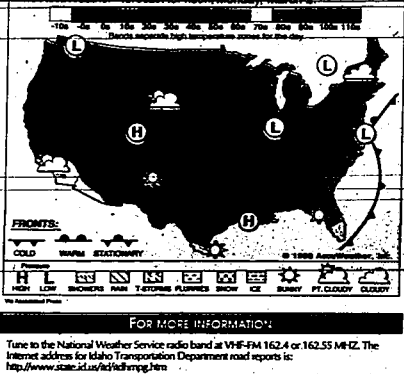 -10s -0s 0s 10s 20s 30s 40s 50s 60s 70s 80s 90s 100s 110s
Bands separate high temperature zones for the day.
L
L
H
L
L
H
FRONTS:
COLD WARM STATIONARY
© 1998 AccuWeather, Inc.
Pressure
H L
HIGH LOW SHOWERS RAIN T-STORMS FLURRIES SNOW ICE SUNNY PT. CLOUDY CLOUDY
Via Associated Press
FOR MORE INFORMATION
Tune to the National Weather Service radio band at VHF-FM 162.4 or 162.55 MHZ. The
Internet address for Idaho Transportation Department road reports is:
http://www.state.id.us/itd/itdhmpg.htm